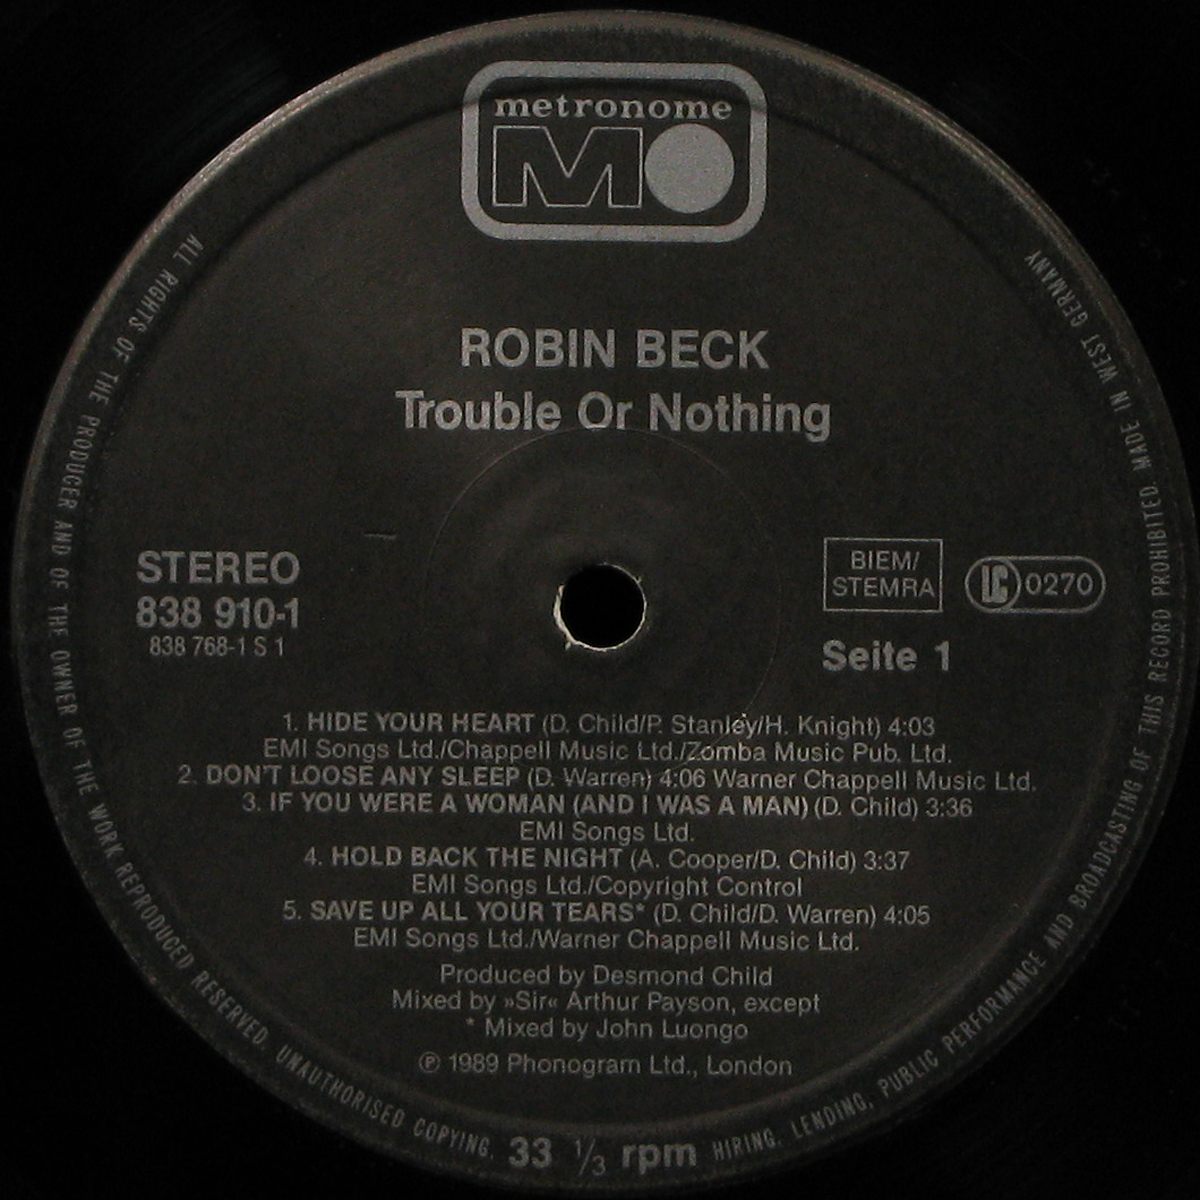 metronome
MO
ROBIN BECK
Trouble Or Nothing
STEREO
838 910-1
838 768-1 S 1
BIEM/
STEMRA
LC 0270
Seite 1
1. HIDE YOUR HEART (D. Child/P. Stanley/H. Knight) 4:03
EMI Songs Ltd./Chappell Music Ltd./Zomba Music Pub. Ltd.
2. DON'T LOOSE ANY SLEEP (D. Warren) 4:06 Warner Chappell Music Ltd.
3. IF YOU WERE A WOMAN (AND I WAS A MAN) (D. Child) 3:36
EMI Songs Ltd.
4. HOLD BACK THE NIGHT (A. Cooper/D. Child) 3:37
EMI Songs Ltd./Copyright Control
5. SAVE UP ALL YOUR TEARS* (D. Child/D. Warren) 4:05
EMI Songs Ltd./Warner Chappell Music Ltd.
Produced by Desmond Child
Mixed by »Sir« Arthur Payson, except
* Mixed by John Luongo
℗ 1989 Phonogram Ltd., London
ALL RIGHTS OF THE PRODUCER AND OF THE OWNER OF THE WORK REPRODUCED RESERVED. UNAUTHORISED COPYING, HIRING, LENDING, PUBLIC PERFORMANCE AND BROADCASTING OF THIS RECORD PROHIBITED. MADE IN WEST GERMANY
33 1/3 rpm